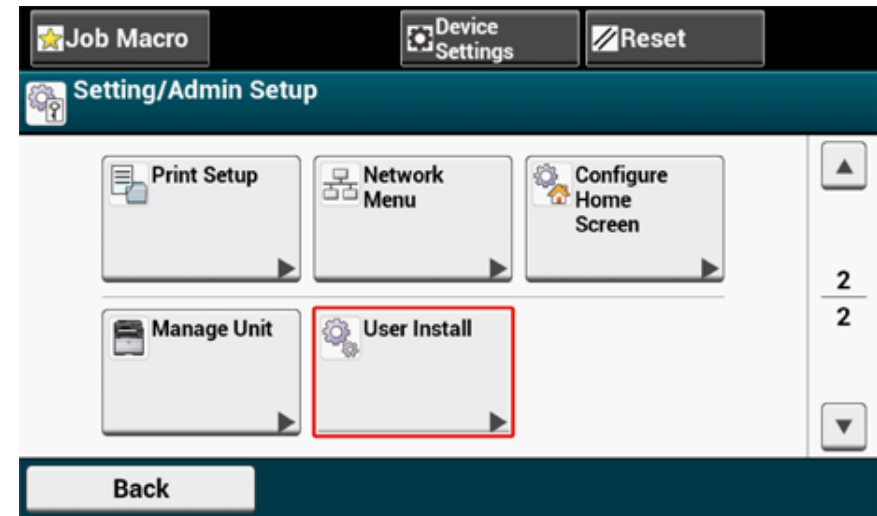 Job Macro
Device
Settings
Reset
Setting/Admin Setup
Print Setup
Network
Menu
Configure
Home
Screen
2
2
Manage Unit
User Install
Back